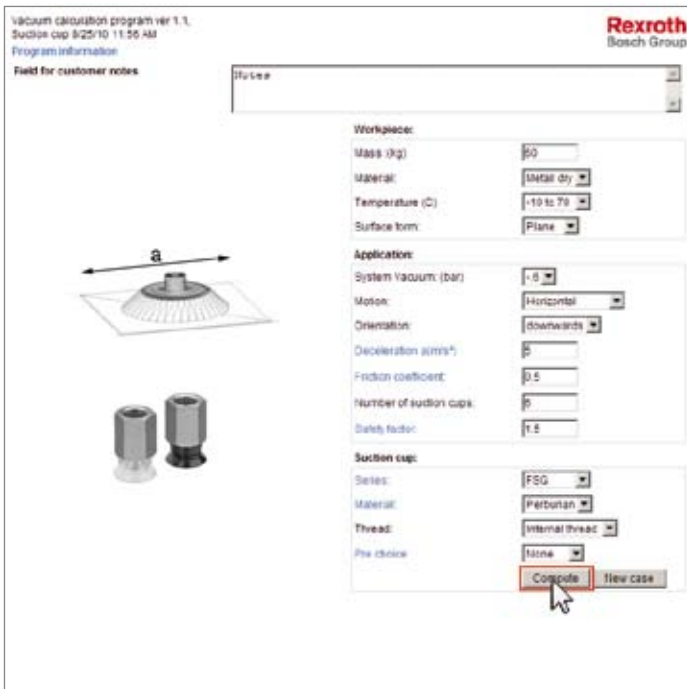 Vacuum calculation program ver 1.1,
Suction cup 8/25/10 11:56 AM
Program information
Rexroth
Bosch Group
Field for customer notes
Notes
Workpiece:
Mass (kg) 60
Material: Metall dry
Temperature (C) -10 to 70
Surface form: Plane
a
Application:
System Vacuum: (bar) -.6
Motion: Horizontal
Orientation: downwards
Deceleration a(m/s²): 5
Friction coefficient: 0.5
Number of suction cups: 6
Safety factor: 1.5
Suction cup:
Series: FSG
Material: Perbunan
Thread: Internal thread
Pre choice None
Compute New case